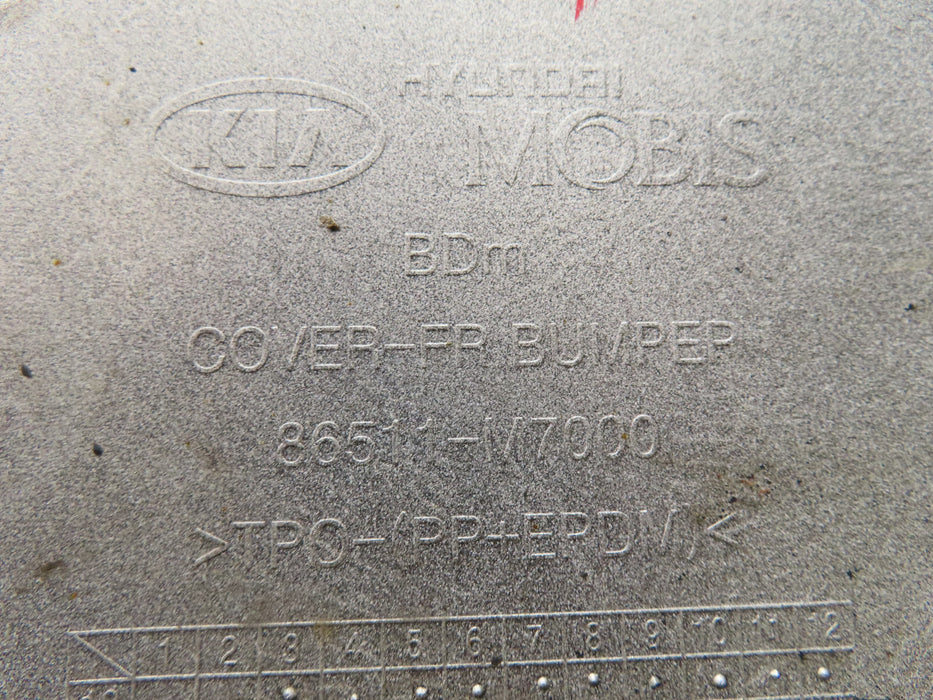 KIA HYUNDAI
MOBIS
BDm
COVER-FR BUMPER
86511-M7000
>TPO-(PP+EPDM)<
1 2 3 4 5 6 7 8 9 10 11 12